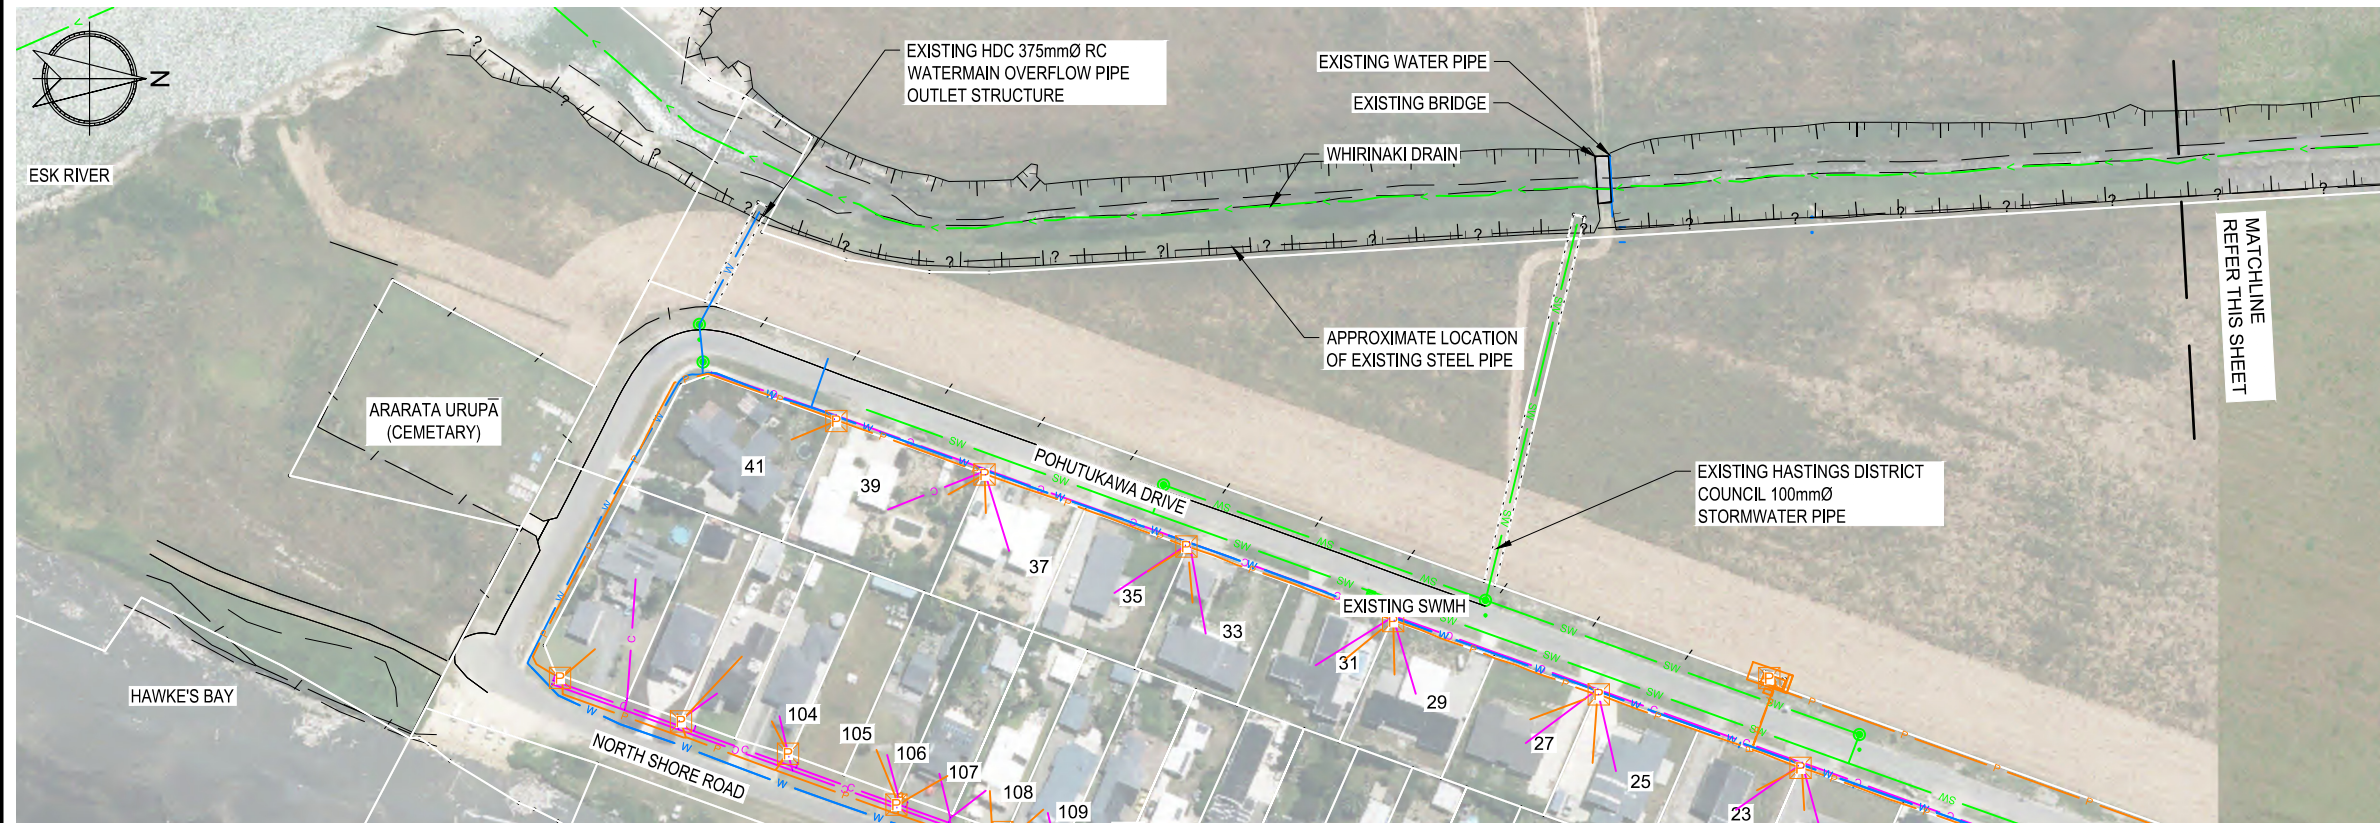 N
ESK RIVER
EXISTING HDC 375mmØ RC
WATERMAIN OVERFLOW PIPE
OUTLET STRUCTURE
EXISTING WATER PIPE
EXISTING BRIDGE
WHIRINAKI DRAIN
MATCHLINE
REFER THIS SHEET
APPROXIMATE LOCATION
OF EXISTING STEEL PIPE
ARARATA URUPĀ
(CEMETARY)
POHUTUKAWA DRIVE
EXISTING HASTINGS DISTRICT
COUNCIL 100mmØ
STORMWATER PIPE
EXISTING SWMH
HAWKE'S BAY
NORTH SHORE ROAD
41
39
37
35
33
31
29
27
25
23
104
105
106
107
108
109